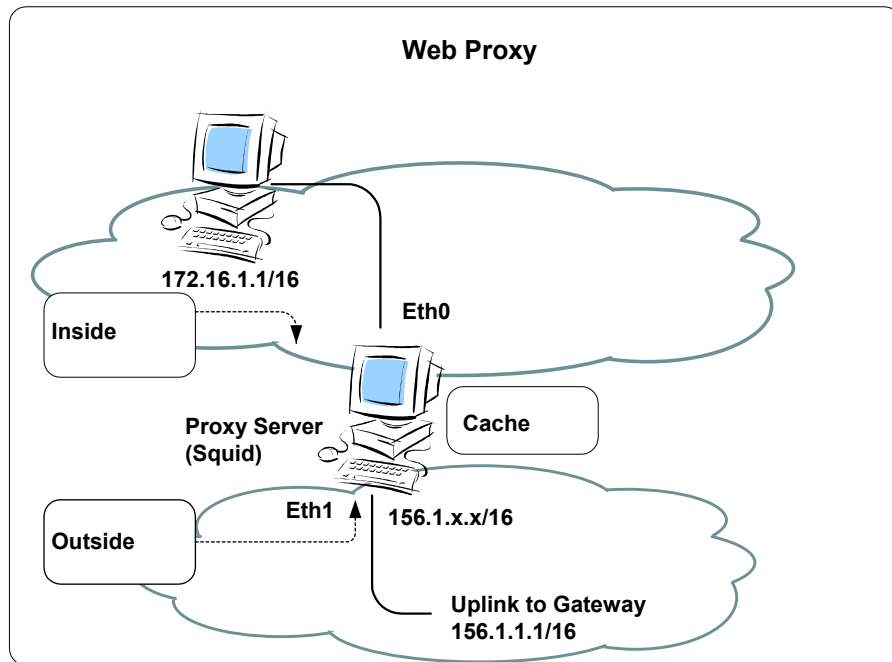 Web Proxy
172.16.1.1/16
Eth0
Inside
Cache
Proxy Server
(Squid)
Eth1
156.1.x.x/16
Outside
Uplink to Gateway
156.1.1.1/16